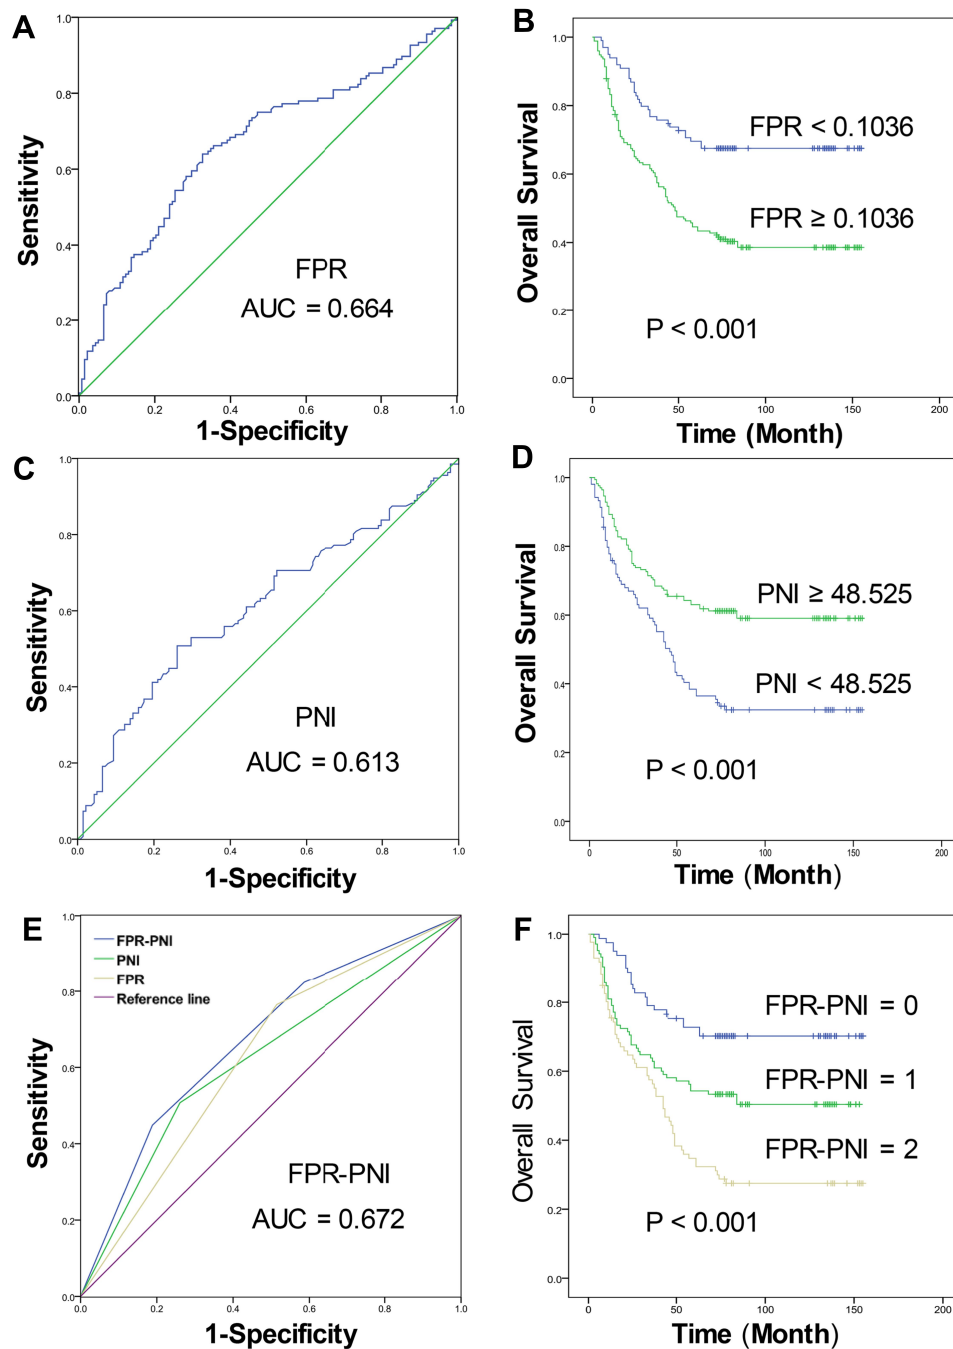 A
1.0
0.8
0.6
0.4
0.2
0.0
Sensitivity
FPR
AUC = 0.664
0.0 0.2 0.4 0.6 0.8 1.0
1-Specificity
B
1.0
0.8
0.6
0.4
0.2
0.0
Overall Survival
FPR < 0.1036
FPR ≥ 0.1036
P < 0.001
0 50 100 150 200
Time (Month)
C
1.0
0.8
0.6
0.4
0.2
0.0
Sensitivity
PNI
AUC = 0.613
0.0 0.2 0.4 0.6 0.8 1.0
1-Specificity
D
1.0
0.8
0.6
0.4
0.2
0.0
Overall Survival
PNI ≥ 48.525
PNI < 48.525
P < 0.001
0 50 100 150 200
Time (Month)
E
1.0
0.8
0.6
0.4
0.2
0.0
Sensitivity
FPR-PNI
PNI
FPR
Reference line
FPR-PNI
AUC = 0.672
0.0 0.2 0.4 0.6 0.8 1.0
1-Specificity
F
1.0
0.8
0.6
0.4
0.2
0.0
Overall Survival
FPR-PNI = 0
FPR-PNI = 1
FPR-PNI = 2
P < 0.001
0 50 100 150 200
Time (Month)